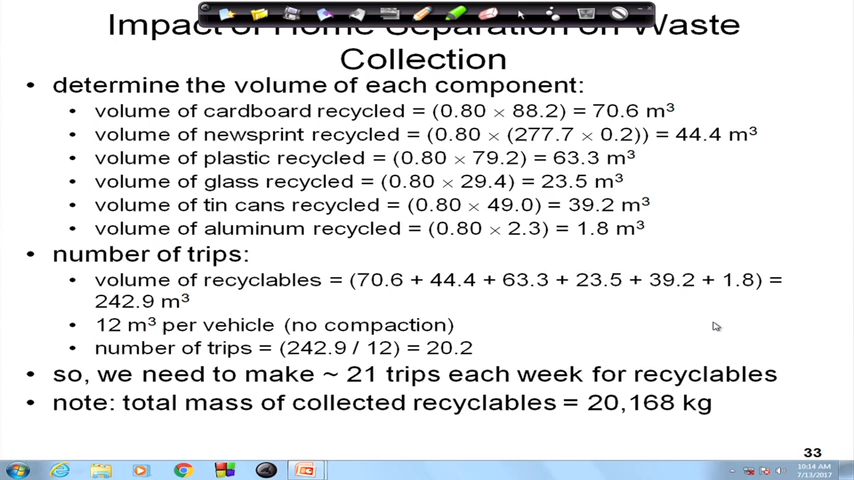 Impact of Home Separation on Waste
Collection
• determine the volume of each component:
• volume of cardboard recycled = (0.80 × 88.2) = 70.6 m³
• volume of newsprint recycled = (0.80 × (277.7 × 0.2)) = 44.4 m³
• volume of plastic recycled = (0.80 × 79.2) = 63.3 m³
• volume of glass recycled = (0.80 × 29.4) = 23.5 m³
• volume of tin cans recycled = (0.80 × 49.0) = 39.2 m³
• volume of aluminum recycled = (0.80 × 2.3) = 1.8 m³
• number of trips:
• volume of recyclables = (70.6 + 44.4 + 63.3 + 23.5 + 39.2 + 1.8) =
242.9 m³
• 12 m³ per vehicle (no compaction)
• number of trips = (242.9 / 12) = 20.2
• so, we need to make ~ 21 trips each week for recyclables
• note: total mass of collected recyclables = 20,168 kg
33
10:14 AM
7/13/2017